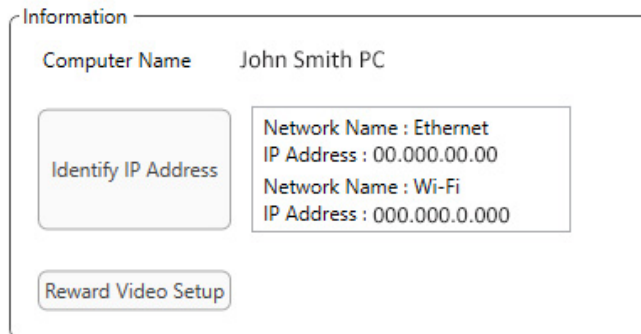 Information
Computer Name John Smith PC
Identify IP Address
Network Name : Ethernet
IP Address : 00.000.00.00
Network Name : Wi-Fi
IP Address : 000.000.0.000
Reward Video Setup